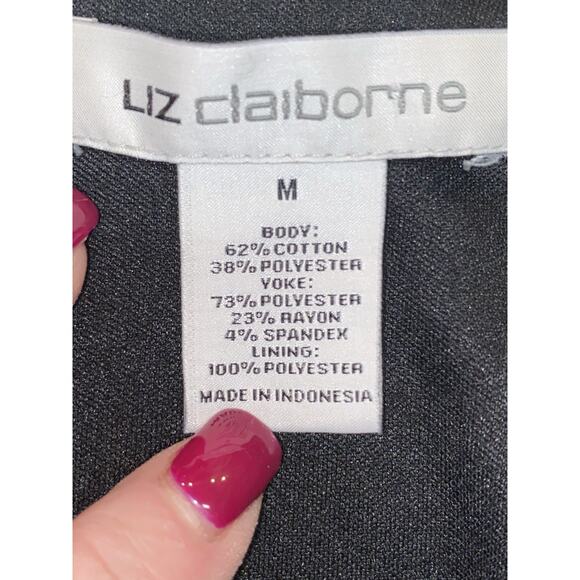 LIZ claiborne
M
BODY:
62% COTTON
38% POLYESTER
YOKE:
73% POLYESTER
23% RAYON
4% SPANDEX
LINING:
100% POLYESTER
MADE IN INDONESIA